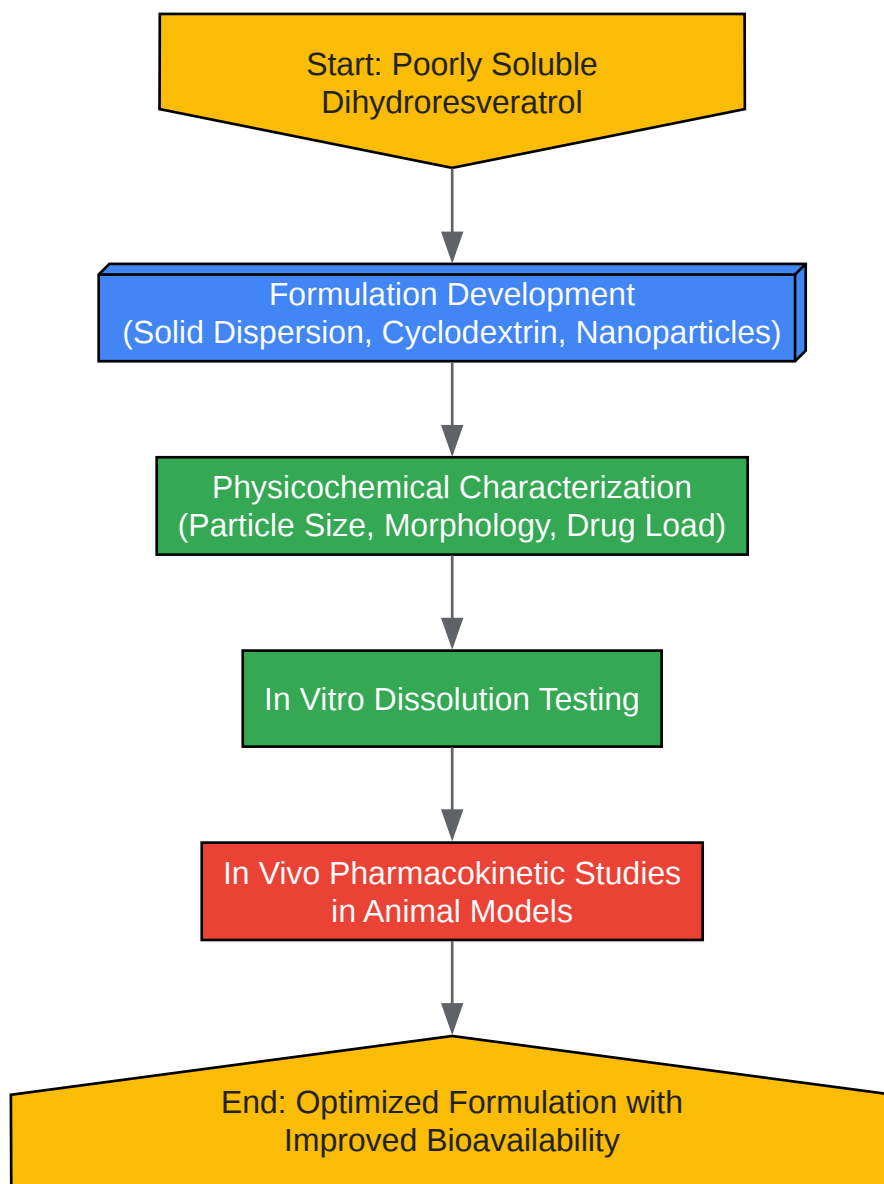 Start: Poorly Soluble
Dihydroresveratrol
Formulation Development
(Solid Dispersion, Cyclodextrin, Nanoparticles)
Physicochemical Characterization
(Particle Size, Morphology, Drug Load)
In Vitro Dissolution Testing
In Vivo Pharmacokinetic Studies
in Animal Models
End: Optimized Formulation with
Improved Bioavailability